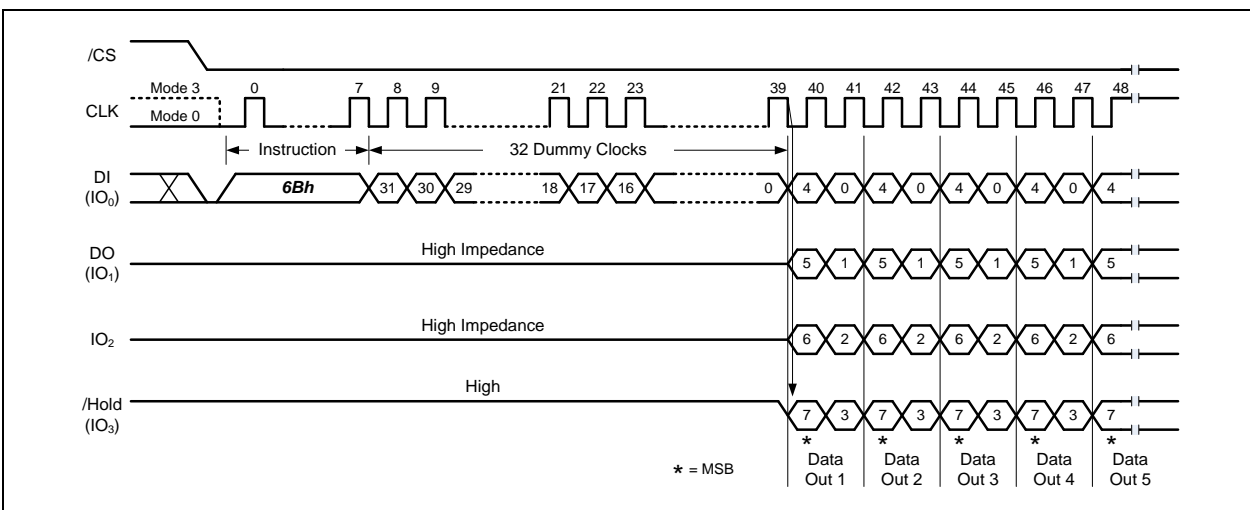 /CS
Mode 3 0 7 8 9 21 22 23 39 40 41 42 43 44 45 46 47 48
CLK
Mode 0
Instruction 32 Dummy Clocks
DI
(IO0)
6Bh 31 30 29 18 17 16 0 4 0 4 0 4 0 4 0 4
DO
(IO1)
High Impedance
5 1 5 1 5 1 5 1 5
IO2
High Impedance
6 2 6 2 6 2 6 2 6
High
/Hold
(IO3)
7 3 7 3 7 3 7 3 7
* * * * *
* = MSB
Data Data Data Data Data
Out 1 Out 2 Out 3 Out 4 Out 5